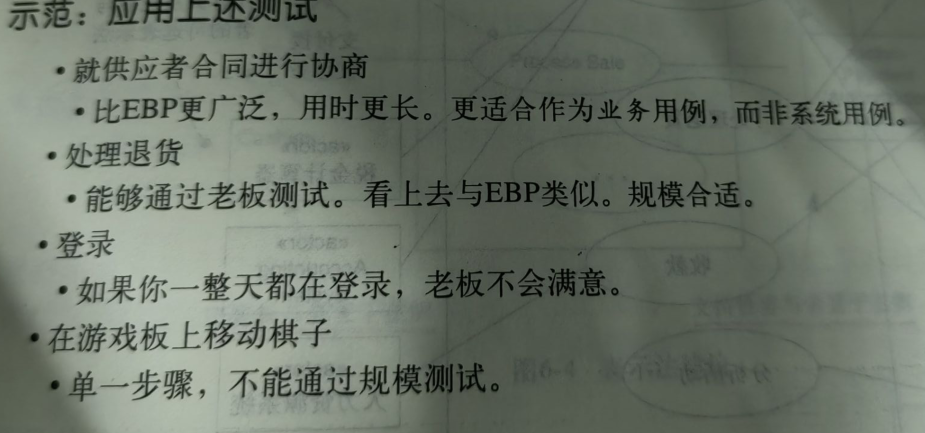 示范：应用上述测试
•就供应者合同进行协商
•比EBP更广泛，用时更长。更适合作为业务用例，而非系统用例。
•处理退货
•能够通过老板测试。看上去与EBP类似。规模合适。
•登录
•如果你一整天都在登录，老板不会满意。
•在游戏板上移动棋子
•单一步骤，不能通过规模测试。